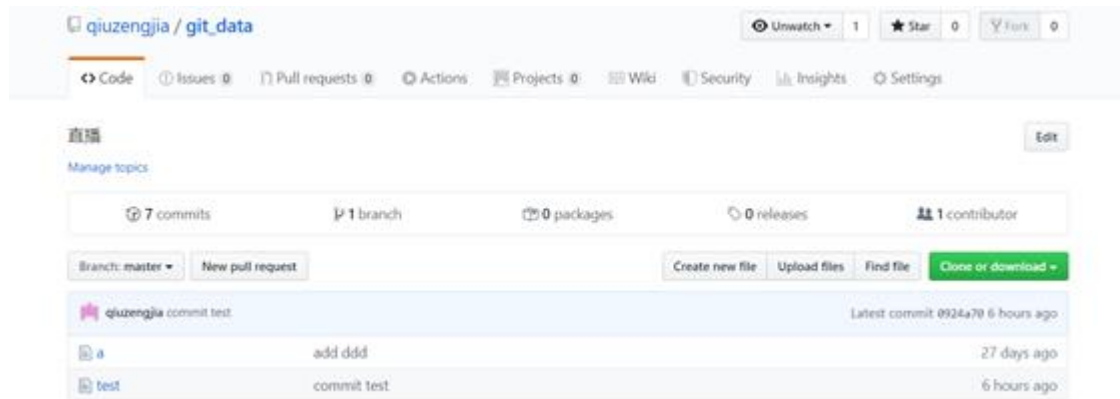 qiuzengjia / git_data Unwatch 1 Star 0 Fork 0
Code Issues 0 Pull requests 0 Actions Projects 0 Wiki Security Insights Settings
直播 Edit
Manage topics
7 commits 1 branch 0 packages 0 releases 1 contributor
Branch: master New pull request Create new file Upload files Find file Clone or download
qiuzengjia commit test Latest commit 0924a70 6 hours ago
a add ddd 27 days ago
test commit test 6 hours ago